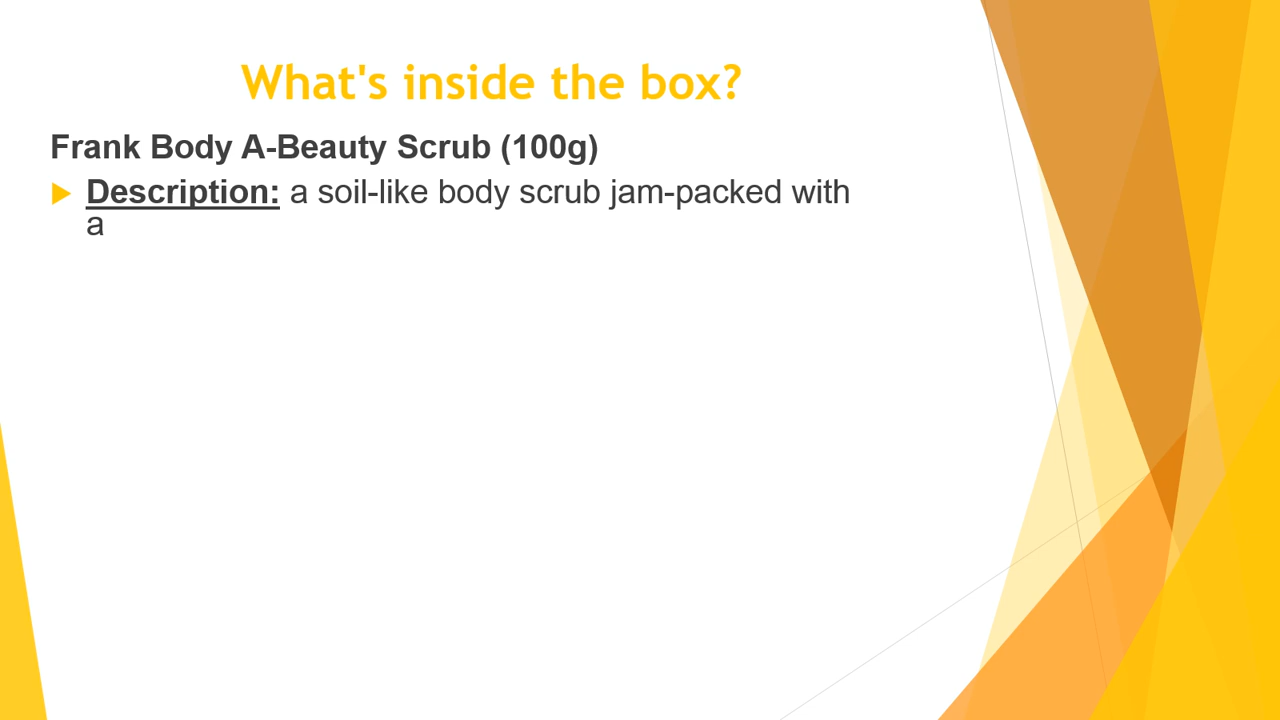 What's inside the box?
Frank Body A-Beauty Scrub (100g)
Description: a soil-like body scrub jam-packed with
a